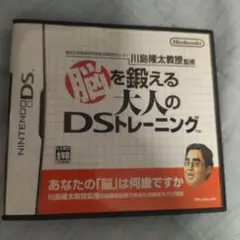 Nintendo
川島隆太教授 監修
脳を鍛える
大人の
DSトレーニング
NINTENDO DS
あなたの「脳」は何歳ですか